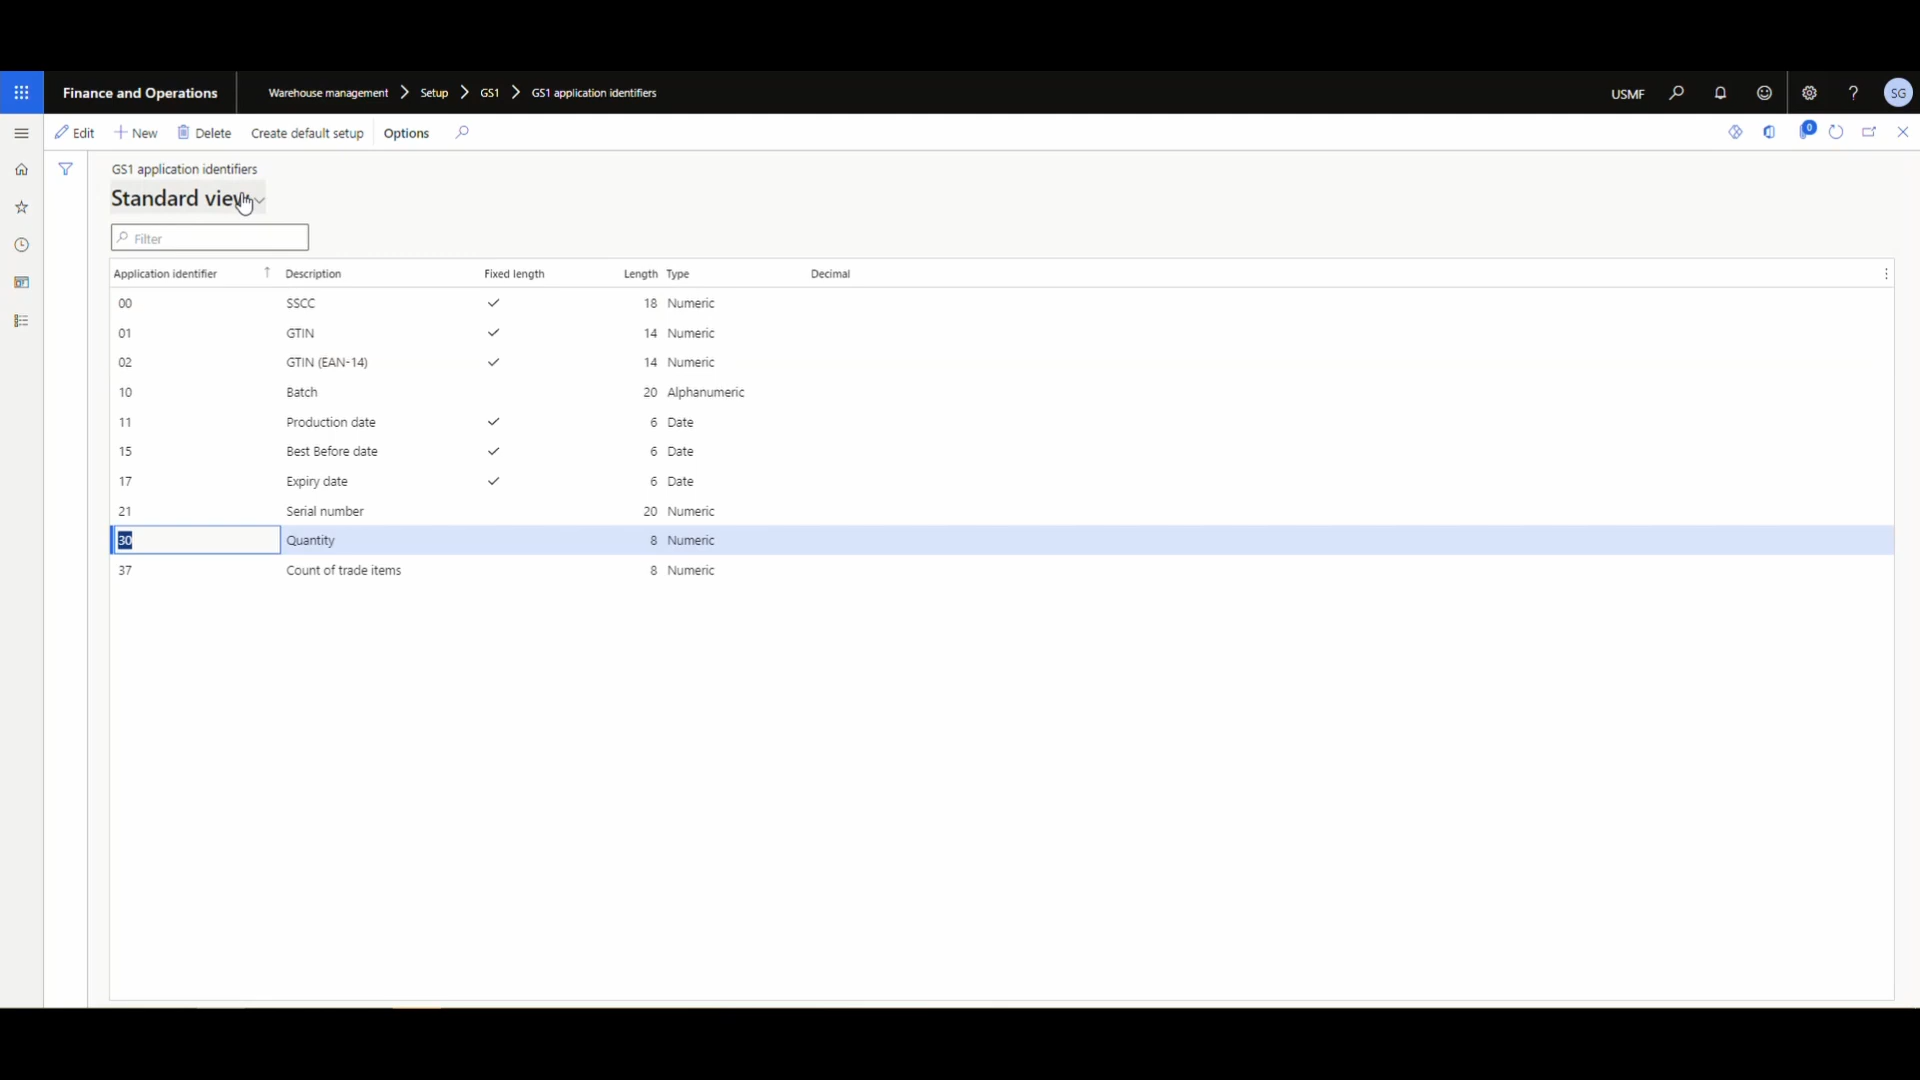 Finance and Operations Warehouse management Setup GS1 GS1 application identifiers USMF ? SG
Edit New Delete Create default setup Options 0
GS1 application identifiers
Standard view
Filter
Application identifier Description Fixed length Length Type Decimal
00 SSCC 18 Numeric
01 GTIN 14 Numeric
02 GTIN (EAN-14) 14 Numeric
10 Batch 20 Alphanumeric
11 Production date 6 Date
15 Best Before date 6 Date
17 Expiry date 6 Date
21 Serial number 20 Numeric
30 Quantity 8 Numeric
37 Count of trade items 8 Numeric